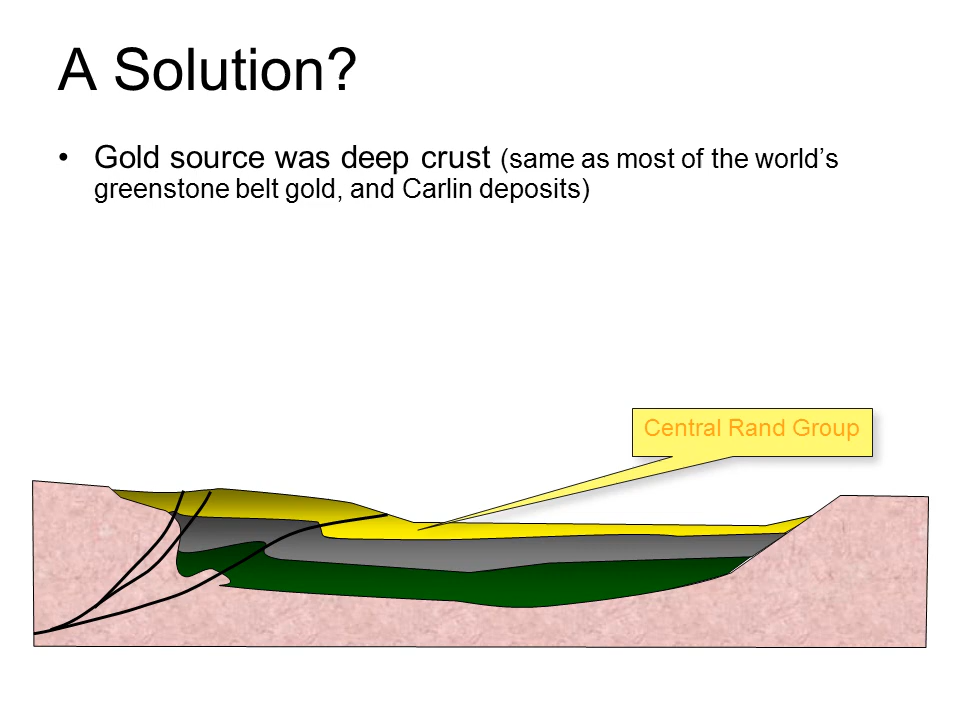 A Solution?
• Gold source was deep crust (same as most of the world’s
greenstone belt gold, and Carlin deposits)
Central Rand Group